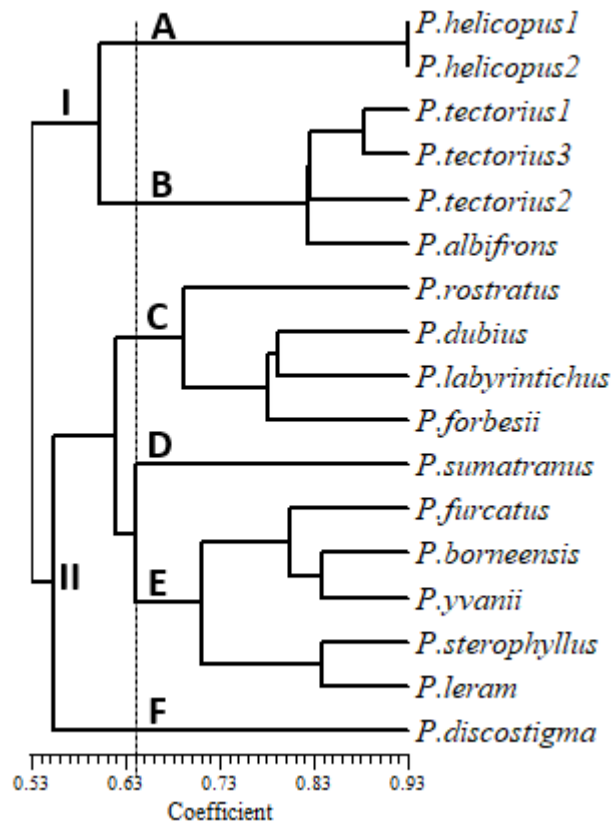 A
P.helicopus1
P.helicopus2
I
P.tectorius1
P.tectorius3
B
P.tectorius2
P.albifrons
P.rostratus
C
P.dubius
P.labyrintichus
P.forbesii
D
P.sumatranus
P.furcatus
P.borneensis
II
E
P.yvanii
P.sterophyllus
P.leram
F
P.discostigma
0.53 0.63 0.73 0.83 0.93
Coefficient